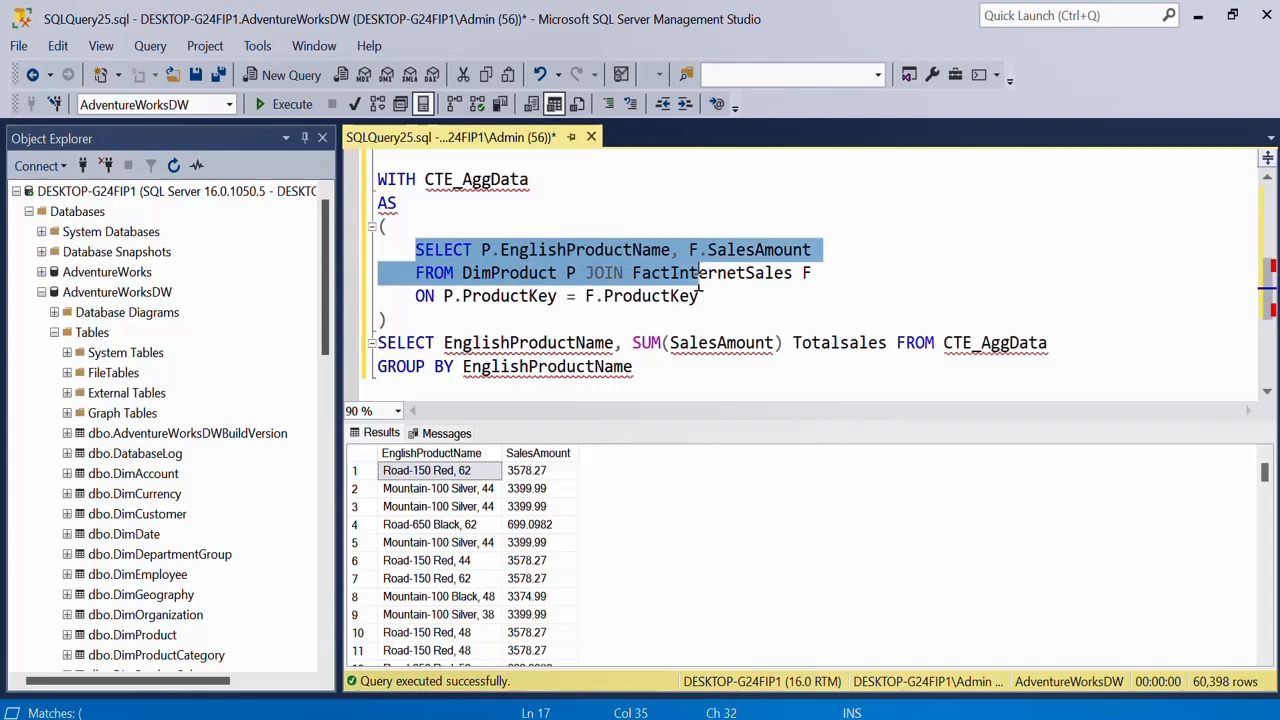 SQLQuery25.sql - DESKTOP-G24FIP1.AdventureWorksDW (DESKTOP-G24FIP1\Admin (56))* - Microsoft SQL Server Management Studio
Quick Launch (Ctrl+Q)
File Edit View Query Project Tools Window Help
New Query
MDX DMX XMLA DAX
AdventureWorksDW Execute
Object Explorer
SQLQuery25.sql -...24FIP1\Admin (56))*
Connect
DESKTOP-G24FIP1 (SQL Server 16.0.1050.5 - DESKTC
Databases
System Databases
Database Snapshots
AdventureWorks
AdventureWorksDW
Database Diagrams
Tables
System Tables
FileTables
External Tables
Graph Tables
dbo.AdventureWorksDWBuildVersion
dbo.DatabaseLog
dbo.DimAccount
dbo.DimCurrency
dbo.DimCustomer
dbo.DimDate
dbo.DimDepartmentGroup
dbo.DimEmployee
dbo.DimGeography
dbo.DimOrganization
dbo.DimProduct
dbo.DimProductCategory
WITH CTE_AggData
AS
(
SELECT P.EnglishProductName, F.SalesAmount
FROM DimProduct P JOIN FactInternetSales F
ON P.ProductKey = F.ProductKey
)
SELECT EnglishProductName, SUM(SalesAmount) Totalsales FROM CTE_AggData
GROUP BY EnglishProductName
90 %
Results Messages
EnglishProductName SalesAmount
1 Road-150 Red, 62 3578.27
2 Mountain-100 Silver, 44 3399.99
3 Mountain-100 Silver, 44 3399.99
4 Road-650 Black, 62 699.0982
5 Mountain-100 Silver, 44 3399.99
6 Road-150 Red, 44 3578.27
7 Road-150 Red, 62 3578.27
8 Mountain-100 Black, 48 3374.99
9 Mountain-100 Silver, 38 3399.99
10 Road-150 Red, 48 3578.27
11 Road-150 Red, 48 3578.27
Query executed successfully. DESKTOP-G24FIP1 (16.0 RTM) DESKTOP-G24FIP1\Admin ... AdventureWorksDW 00:00:00 60,398 rows
Matches: ( Ln 17 Col 35 Ch 32 INS